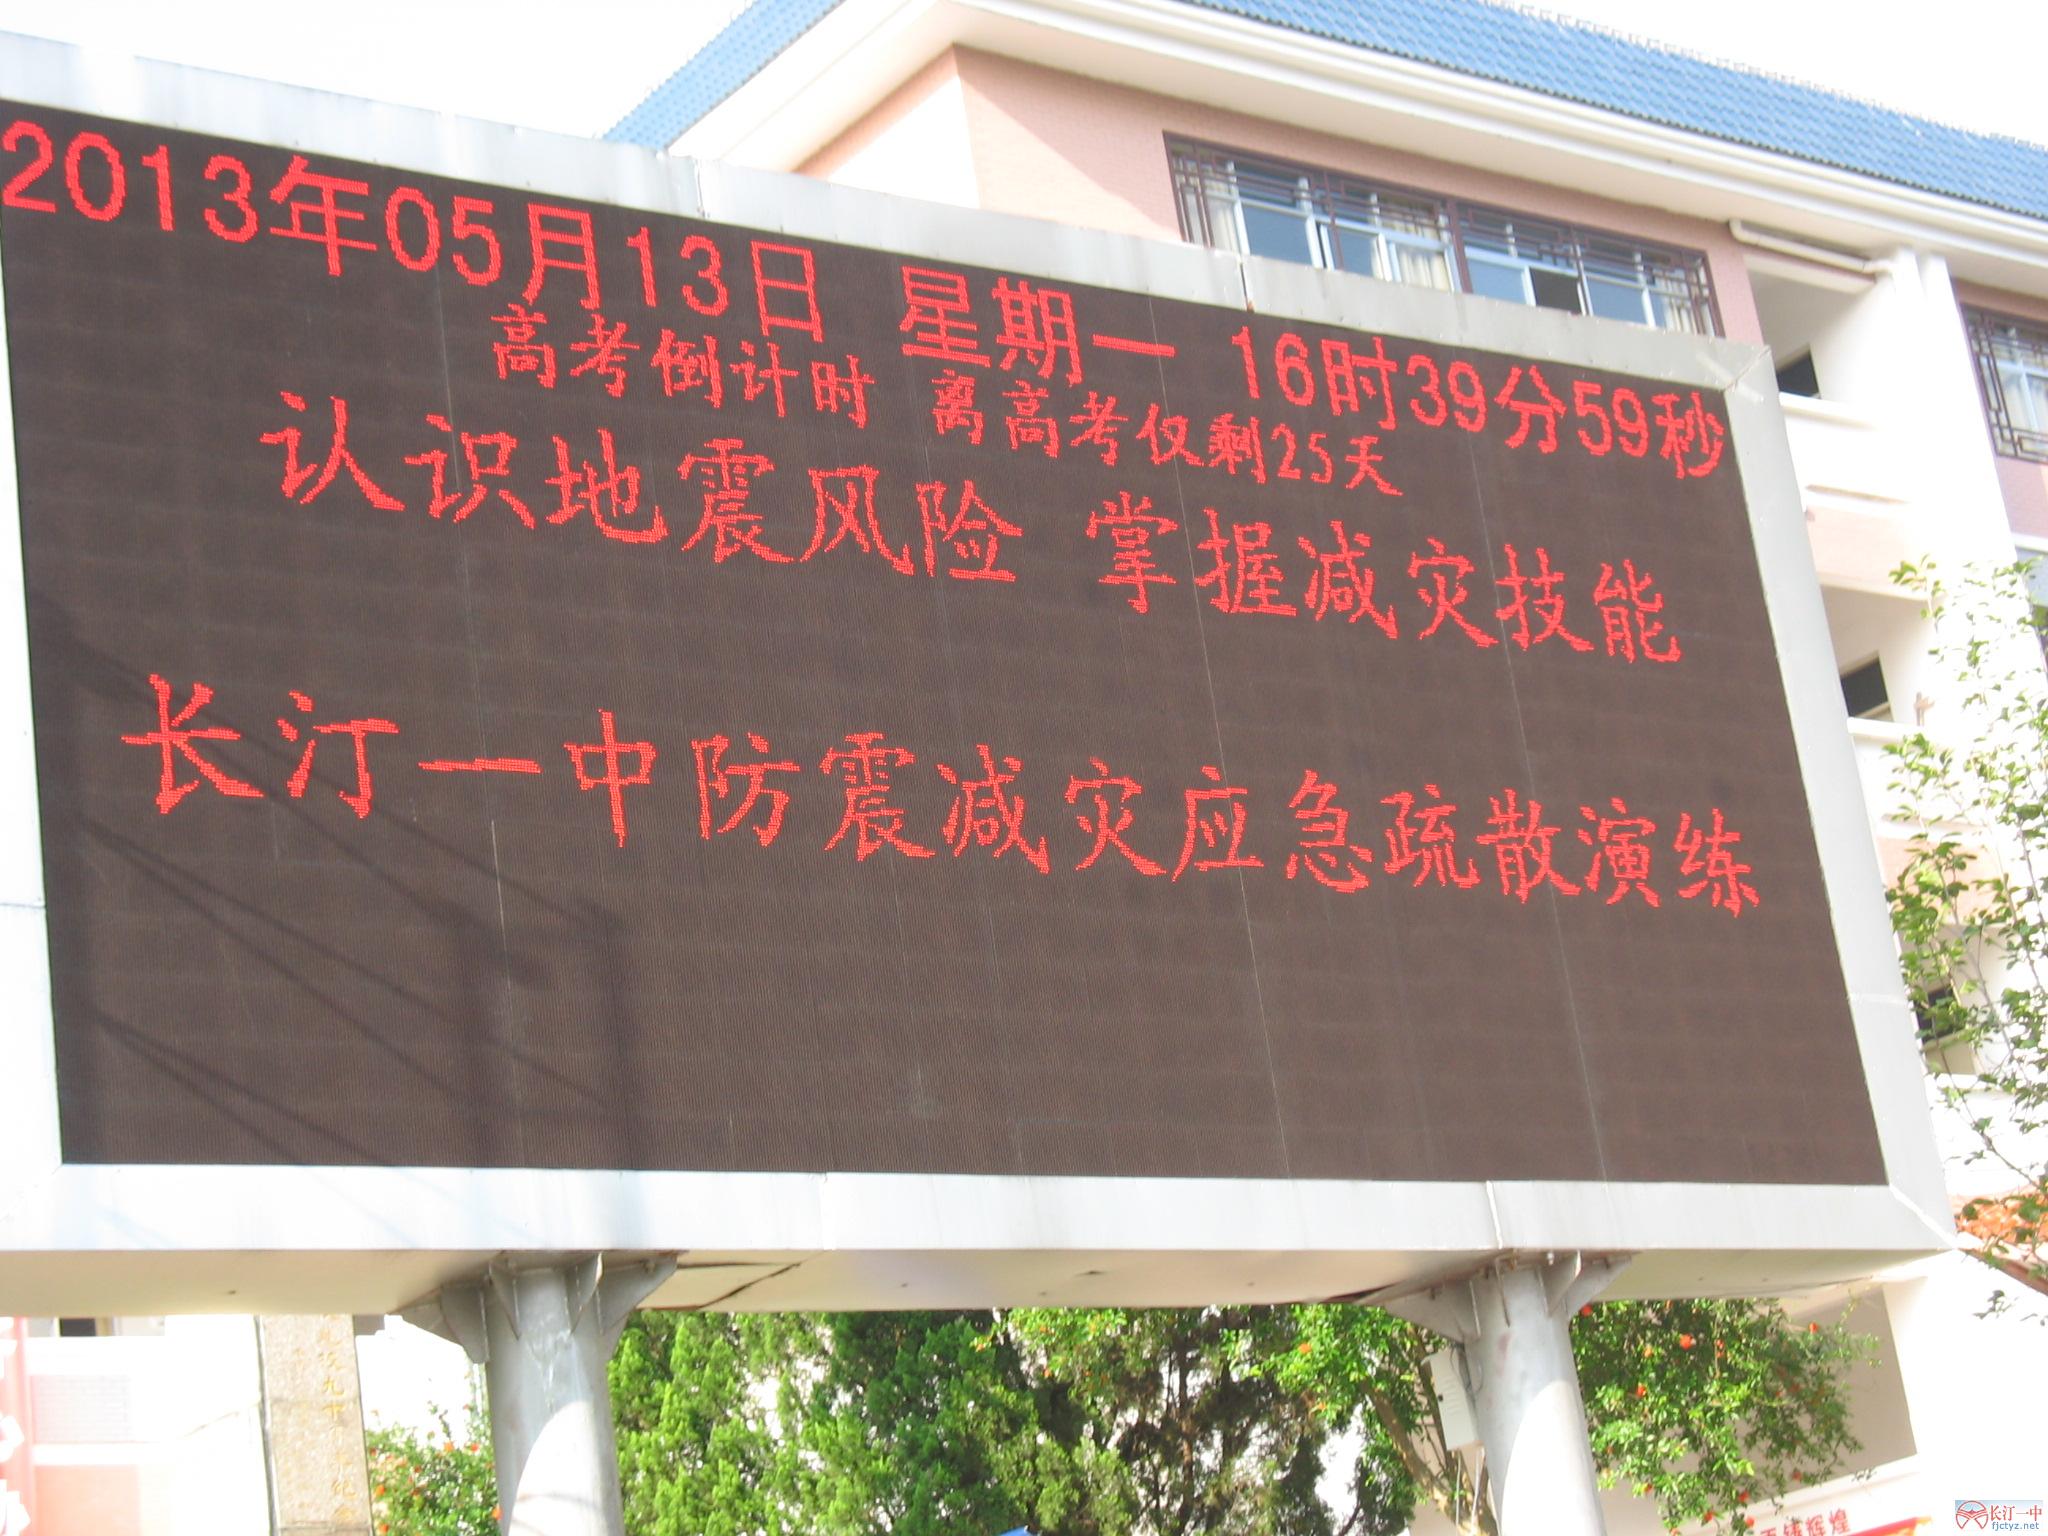 2013年05月13日 星期一 16时39分59秒
高考倒计时 离高考仅剩25天
认识地震风险 掌握减灾技能
长汀一中防震减灾应急疏散演练
辉煌
长汀一中
fjctyz.net